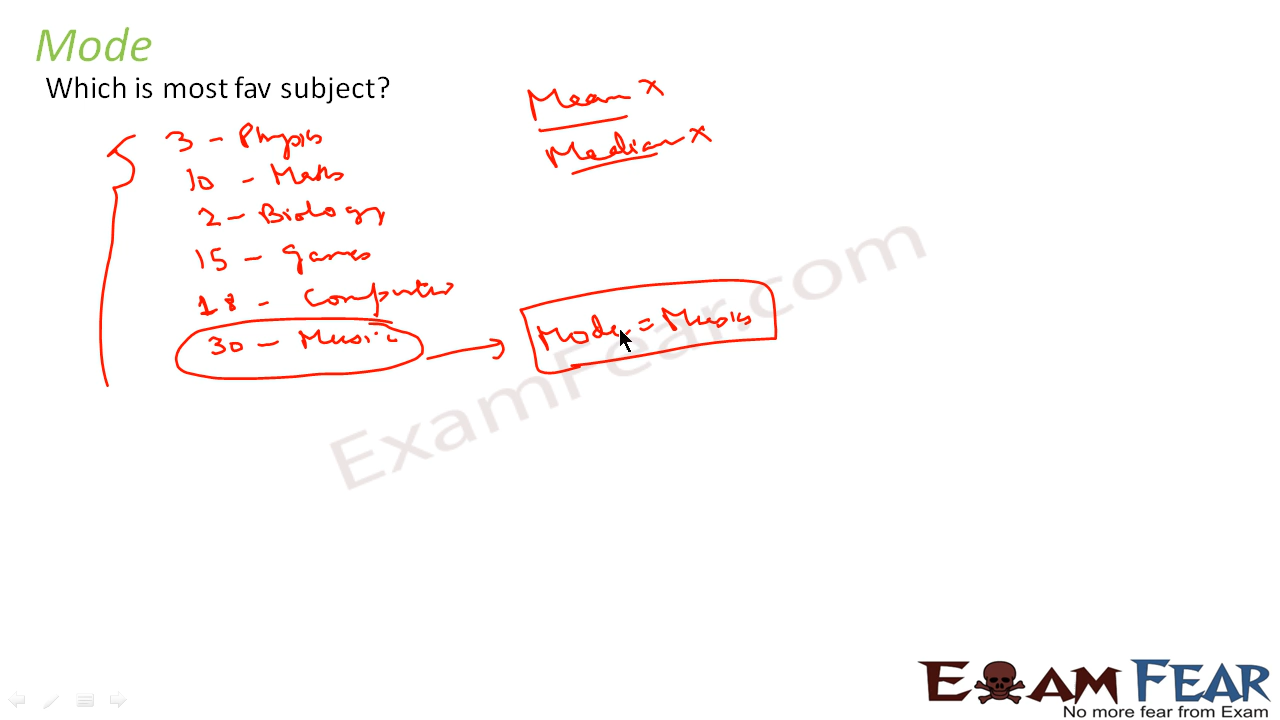 Mode
Which is most fav subject?
Mean x
Median x
3 - Physics
10 - Maths
2 - Biology
15 - Games
18 - Computer
30 - Music
Mode = Music
ExamFear.com
EXAM FEAR
No more fear from Exam